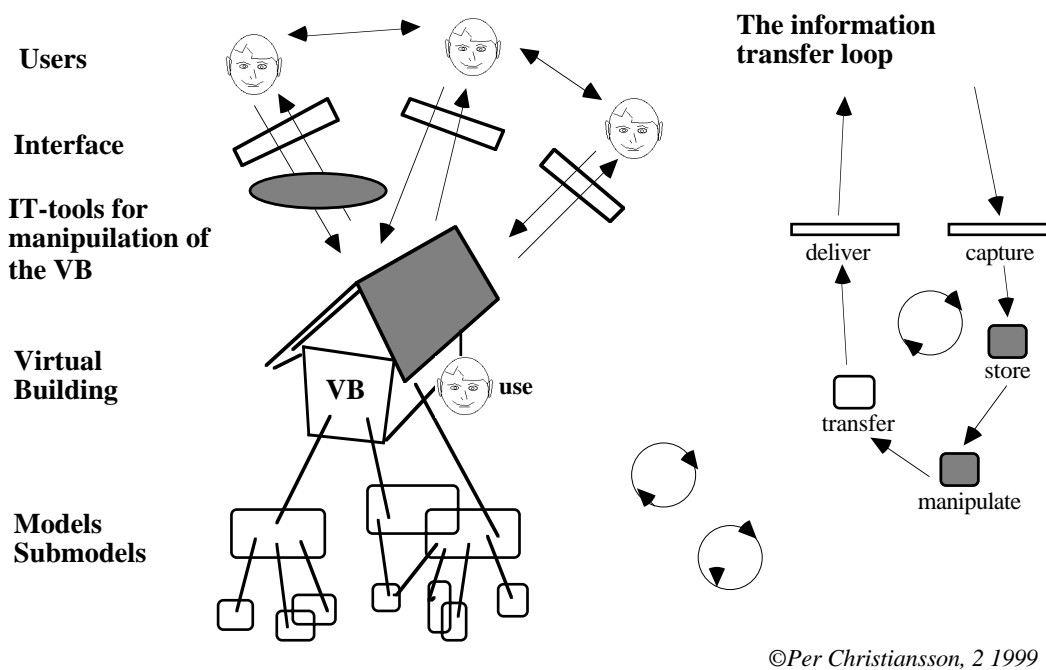 Users
Interface
IT-tools for
manipuilation of
the VB
Virtual
Building
VB
use
Models
Submodels
The information
transfer loop
deliver
capture
store
transfer
manipulate
©Per Christiansson, 2 1999